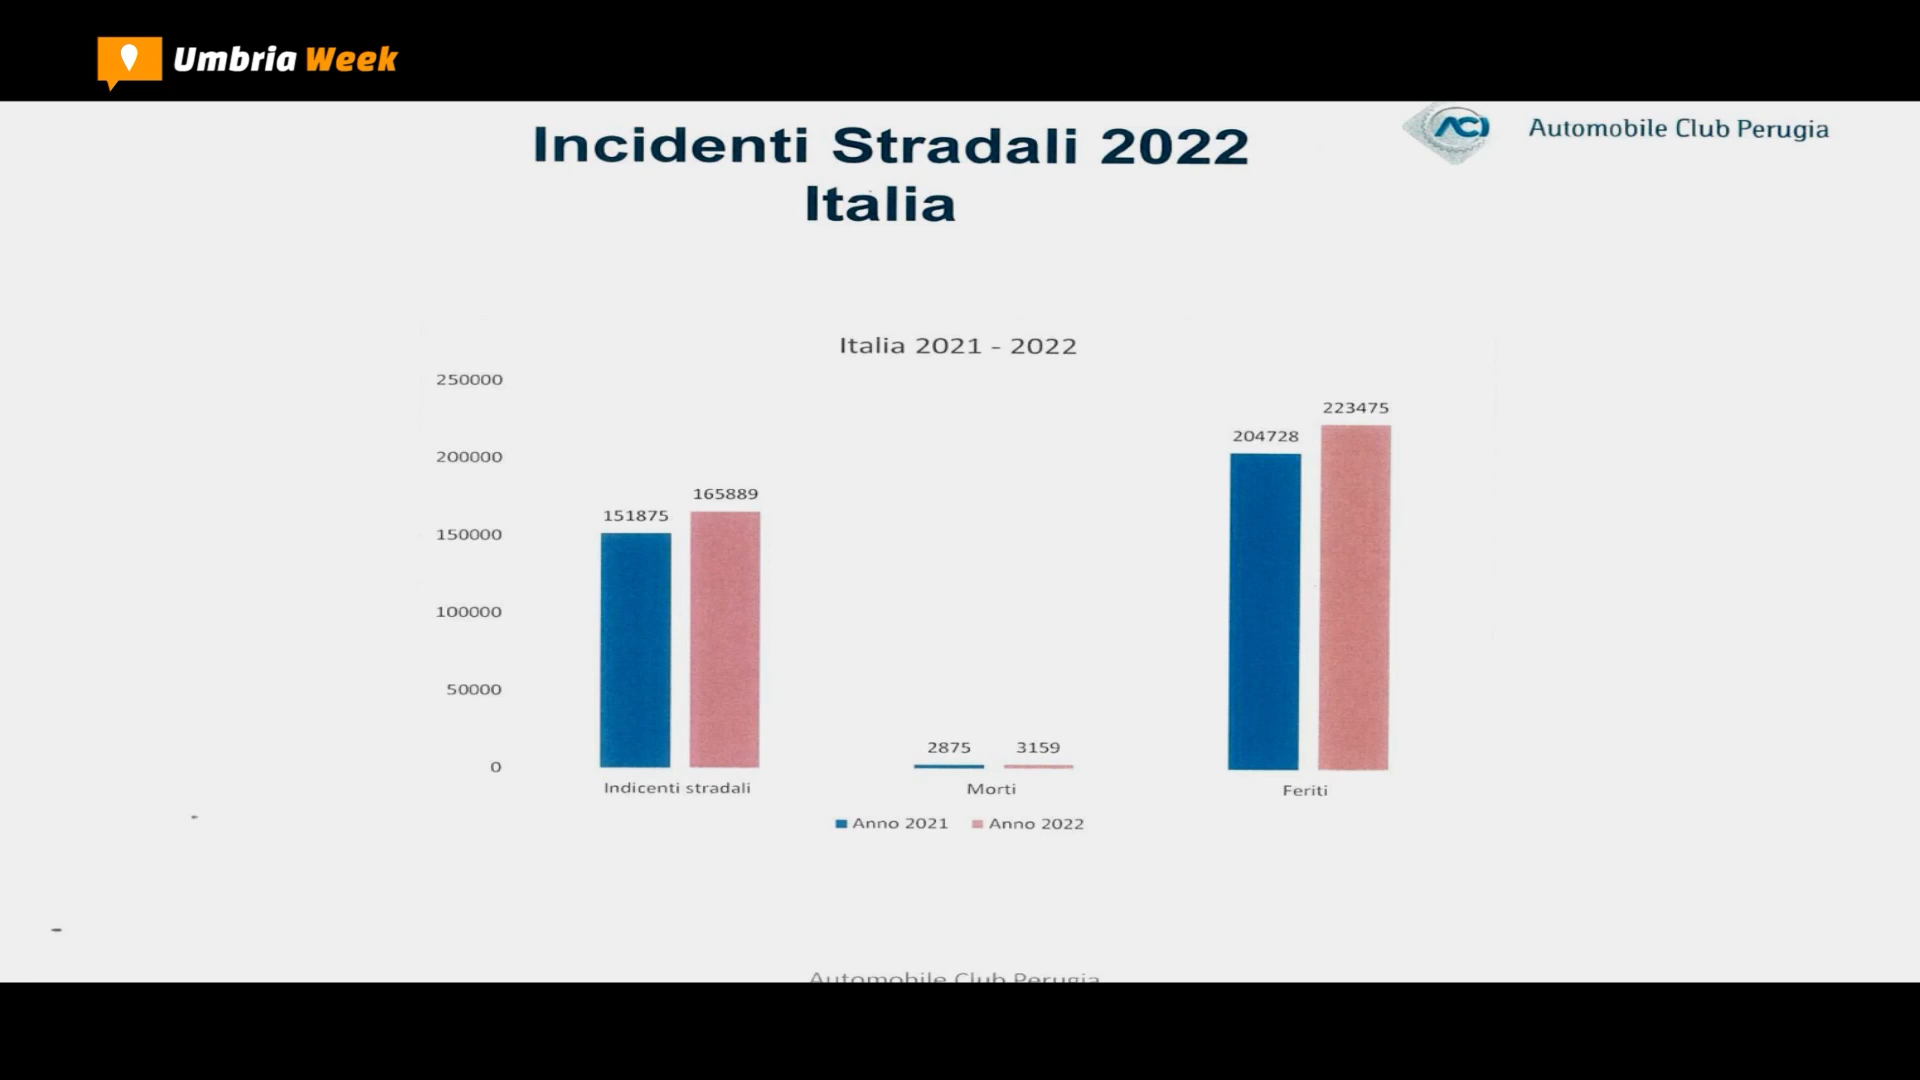 Umbria Week
ACI Automobile Club Perugia
Incidenti Stradali 2022
Italia
Italia 2021 - 2022
250000
200000
150000
100000
50000
0
151875
165889
2875
3159
204728
223475
Indicenti stradali
Morti
Feriti
Anno 2021
Anno 2022
Automobile Club Perugia